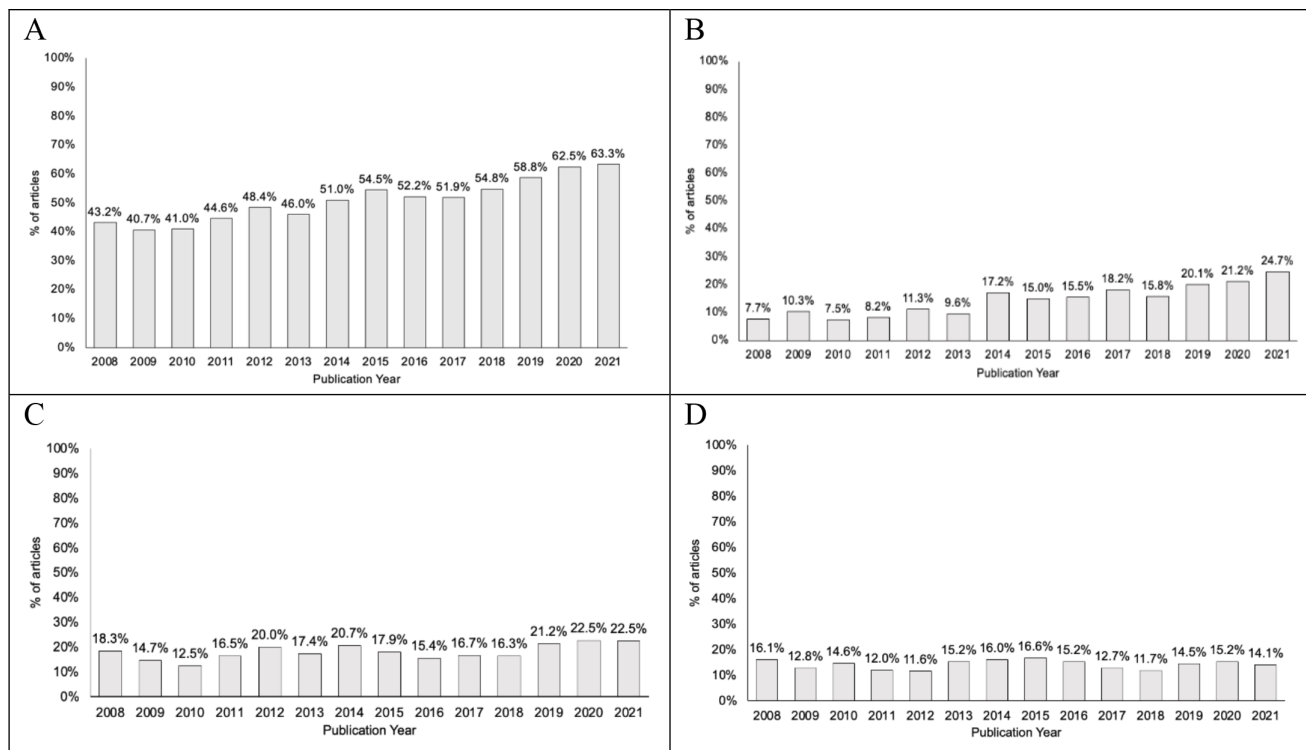 A
100%
90%
80%
70%
60%
50%
40%
30%
20%
10%
0%
% of articles
43.2% 40.7% 41.0% 44.6% 48.4% 46.0% 51.0% 54.5% 52.2% 51.9% 54.8% 58.8% 62.5% 63.3%
2008 2009 2010 2011 2012 2013 2014 2015 2016 2017 2018 2019 2020 2021
Publication Year
B
100%
90%
80%
70%
60%
50%
40%
30%
20%
10%
0%
% of articles
7.7% 10.3% 7.5% 8.2% 11.3% 9.6% 17.2% 15.0% 15.5% 18.2% 15.8% 20.1% 21.2% 24.7%
2008 2009 2010 2011 2012 2013 2014 2015 2016 2017 2018 2019 2020 2021
Publication Year
C
100%
90%
80%
70%
60%
50%
40%
30%
20%
10%
0%
% of articles
18.3% 14.7% 12.5% 16.5% 20.0% 17.4% 20.7% 17.9% 15.4% 16.7% 16.3% 21.2% 22.5% 22.5%
2008 2009 2010 2011 2012 2013 2014 2015 2016 2017 2018 2019 2020 2021
Publication Year
D
100%
90%
80%
70%
60%
50%
40%
30%
20%
10%
0%
% of articles
16.1% 12.8% 14.6% 12.0% 11.6% 15.2% 16.0% 16.6% 15.2% 12.7% 11.7% 14.5% 15.2% 14.1%
2008 2009 2010 2011 2012 2013 2014 2015 2016 2017 2018 2019 2020 2021
Publication Year